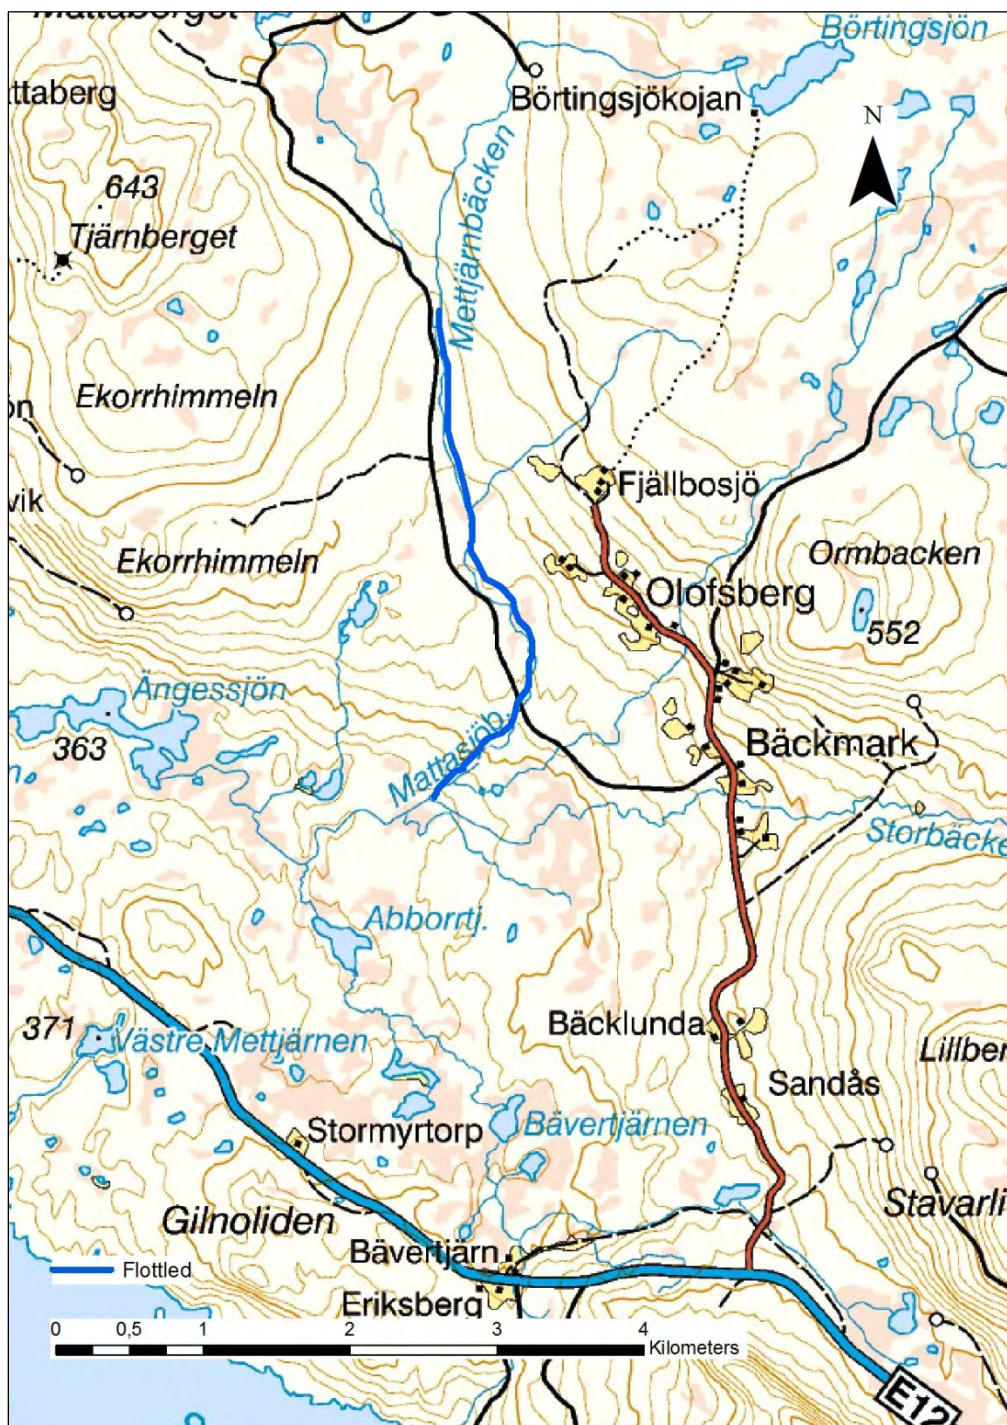 Mattaberget
Börtingsjön
ttaberg
Börtingsjökojan
N
Mettjärnbäcken
643
Tjärnberget
Ekorrhimmeln
on
vik
Fjällbosjö
Ekorrhimmeln
Ormbacken
Olofsberg
552
Ängessjön
363
n
Mattasjöb.
Bäckmark
Storbäcke
Abborrtj.
371
Västre Mettjärnen
Bäcklunda
Lillber
Sandås
Stormyrtorp
Bävertjärnen
Gilnoliden
Stavarli
Bävertjärn
Flottled
Eriksberg
0 0,5 1 2 3 4
Kilometers
E12